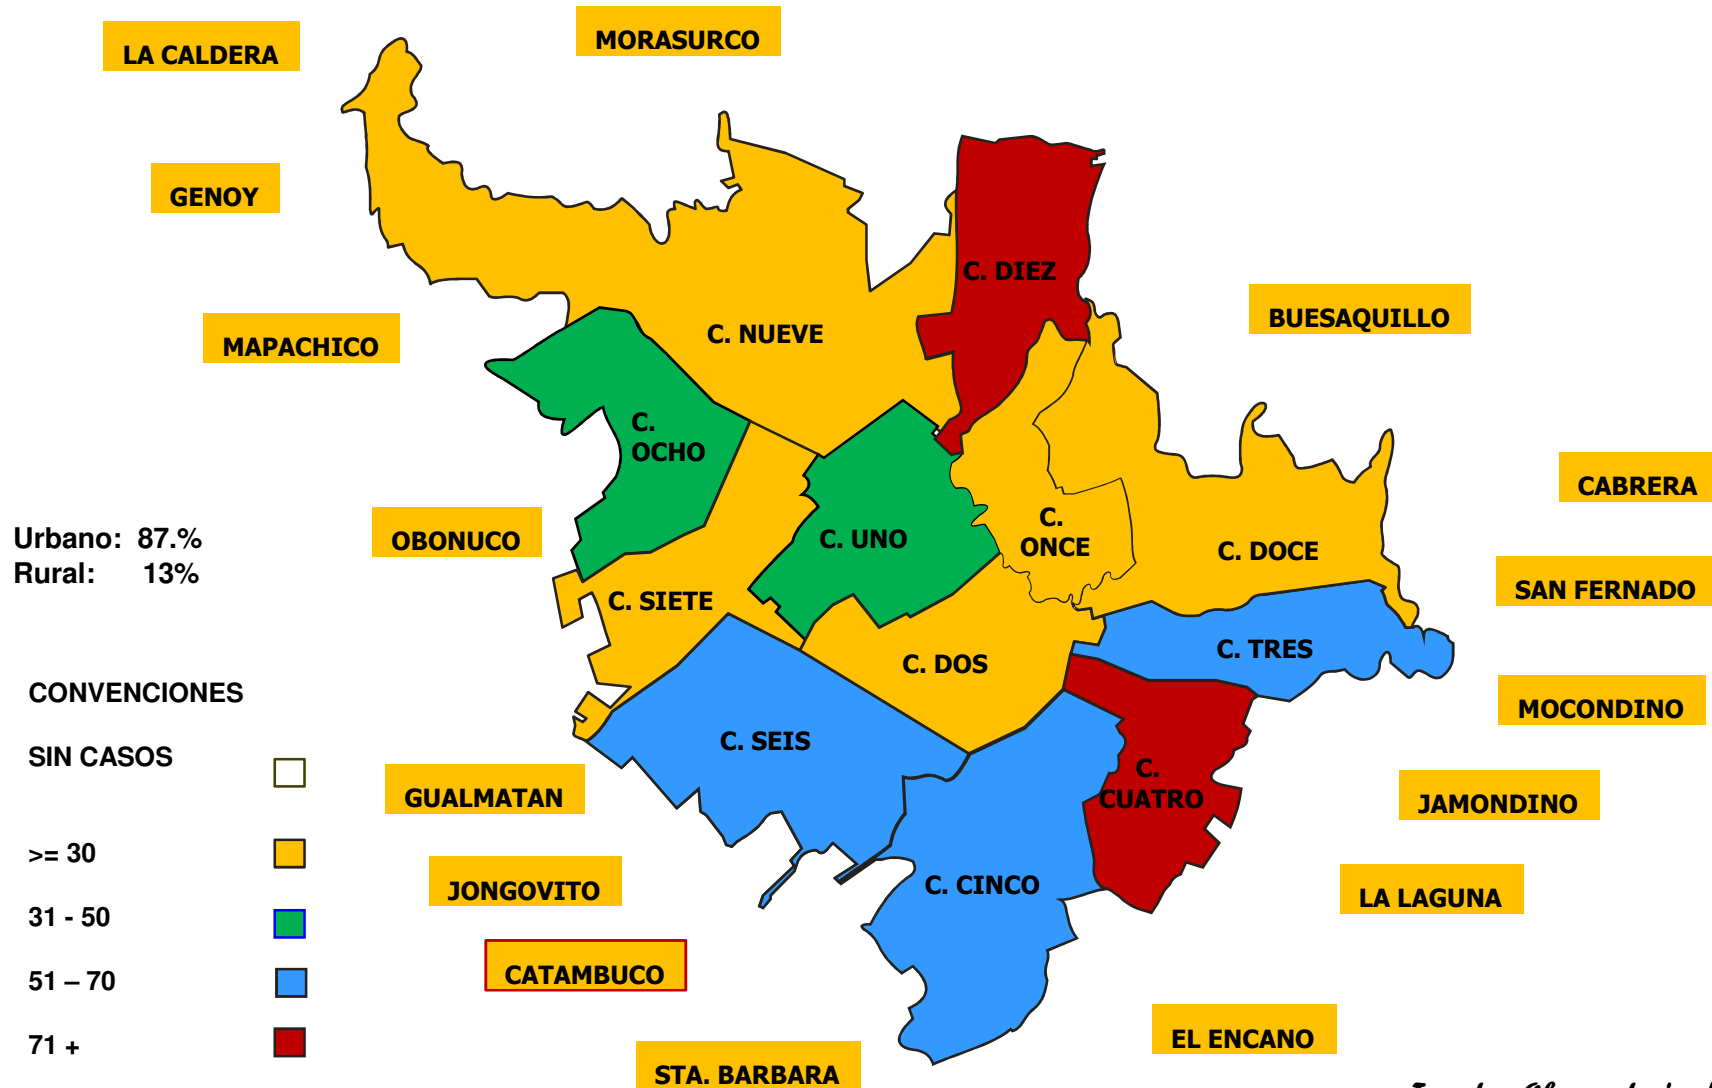 LA CALDERA
MORASURCO
GENOY
C. DIEZ
BUESAQUILLO
MAPACHICO
C. NUEVE
C.
OCHO
CABRERA
OBONUCO
C. UNO
C.
ONCE
C. DOCE
Urbano: 87.%
Rural: 13%
SAN FERNADO
C. SIETE
C. TRES
C. DOS
CONVENCIONES
MOCONDINO
C. SEIS
SIN CASOS
C.
CUATRO
GUALMATAN
JAMONDINO
>= 30
JONGOVITO
C. CINCO
LA LAGUNA
31 - 50
CATAMBUCO
51 – 70
EL ENCANO
71 +
STA. BARBARA